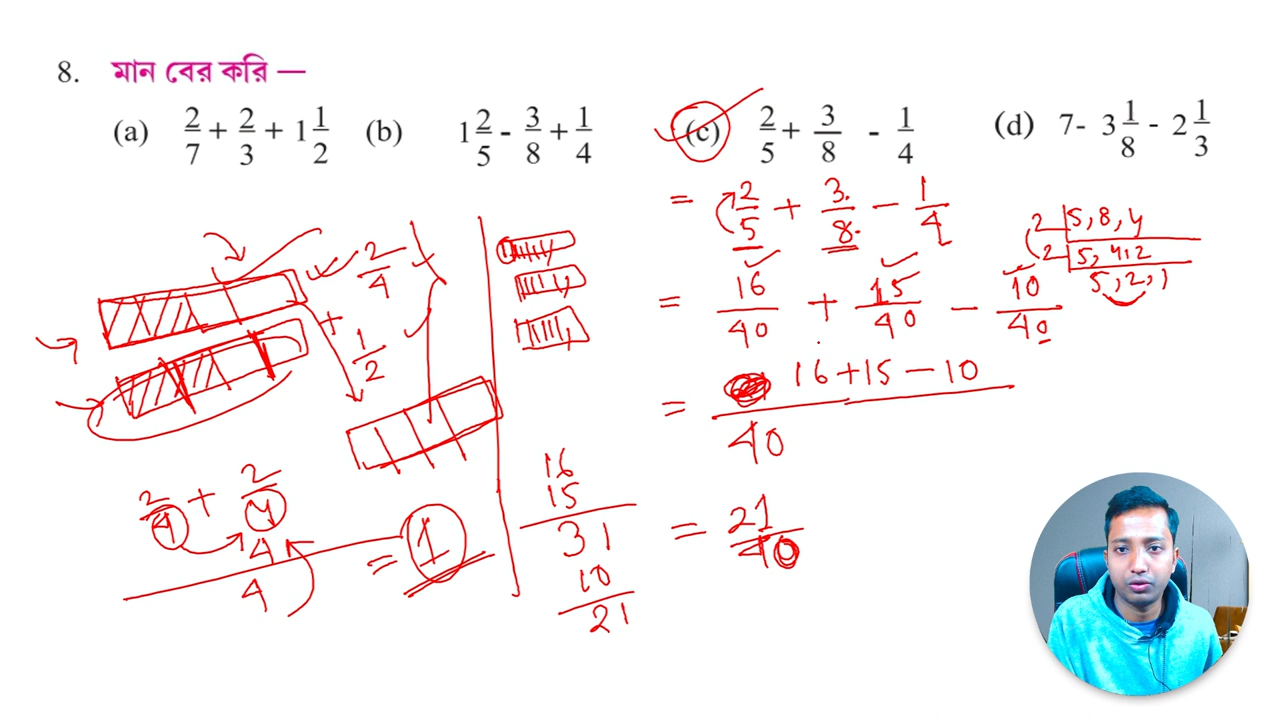 8. মান বের করি —
(a) 2/7 + 2/3 + 1 1/2 (b) 1 2/5 - 3/8 + 1/4 (c) 2/5 + 3/8 - 1/4 (d) 7- 3 1/8 - 2 1/3
= 2/5 + 3/8 - 1/4
2 | 5, 8, 4
2 | 5, 4, 2
5, 2, 1
= 16/40 + 15/40 - 10/40
= 16+15-10 / 40
= 21/40
2/4
+
1/2
2/4 + 2/4
4/4
= 1
16
15
31
10
21